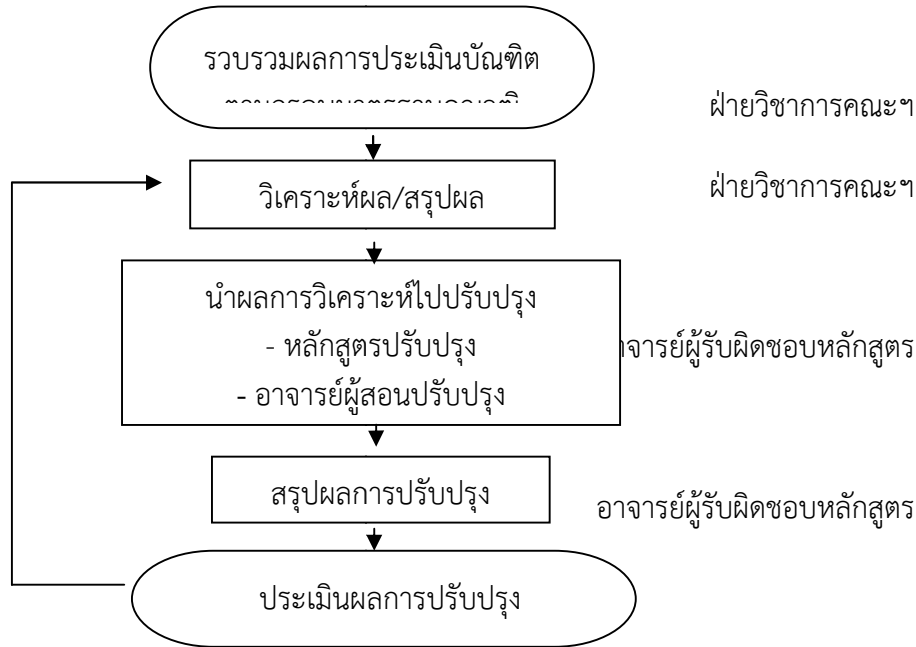 รวบรวมผลการประเมินบัณฑิต
ฝ่ายวิชาการคณะฯ
วิเคราะห์ผล/สรุปผล
ฝ่ายวิชาการคณะฯ
นำผลการวิเคราะห์ไปปรับปรุง
- หลักสูตรปรับปรุง
- อาจารย์ผู้สอนปรับปรุง
าจารย์ผู้รับผิดชอบหลักสูตร
สรุปผลการปรับปรุง
อาจารย์ผู้รับผิดชอบหลักสูตร
ประเมินผลการปรับปรุง